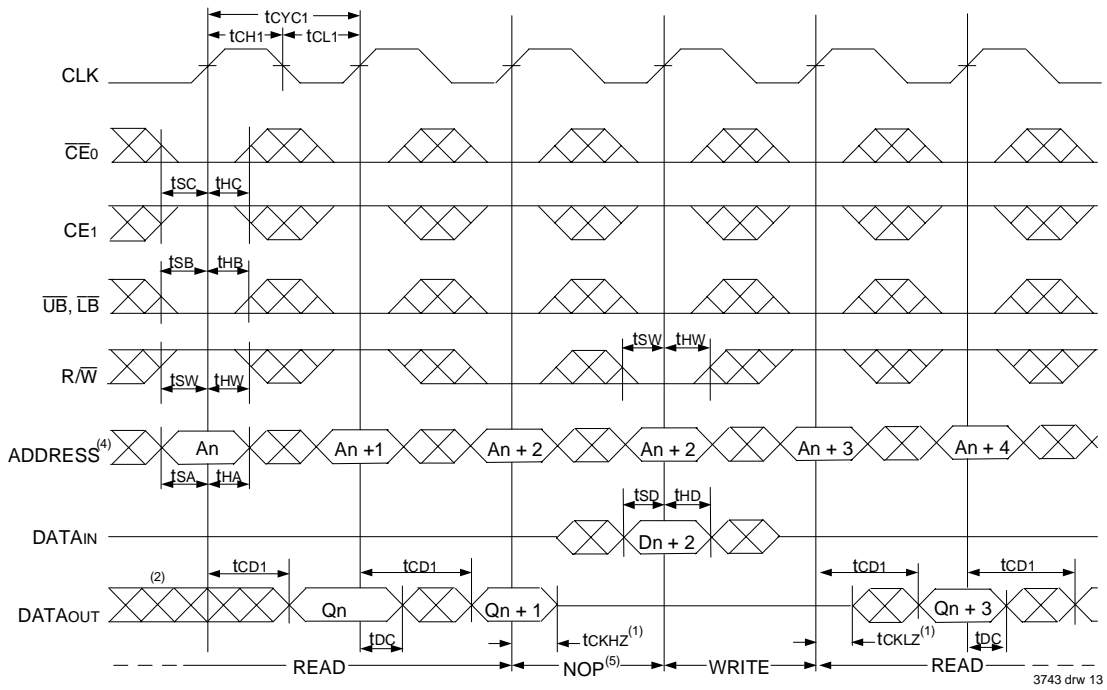 tCYC1
tCH1 tCL1
CLK
CE0
tSC tHC
CE1
tSB tHB
UB, LB
tSW tHW
R/W
tSW tHW
ADDRESS(4) An An +1 An + 2 An + 2 An + 3 An + 4
tSA tHA
tSD tHD
DATAIN Dn + 2
tCD1 tCD1 tCD1 tCD1
(2)
DATAOUT Qn Qn + 1 Qn + 3
tDC tCKHZ(1) tCKLZ(1) tDC
READ NOP(5) WRITE READ
3743 drw 13